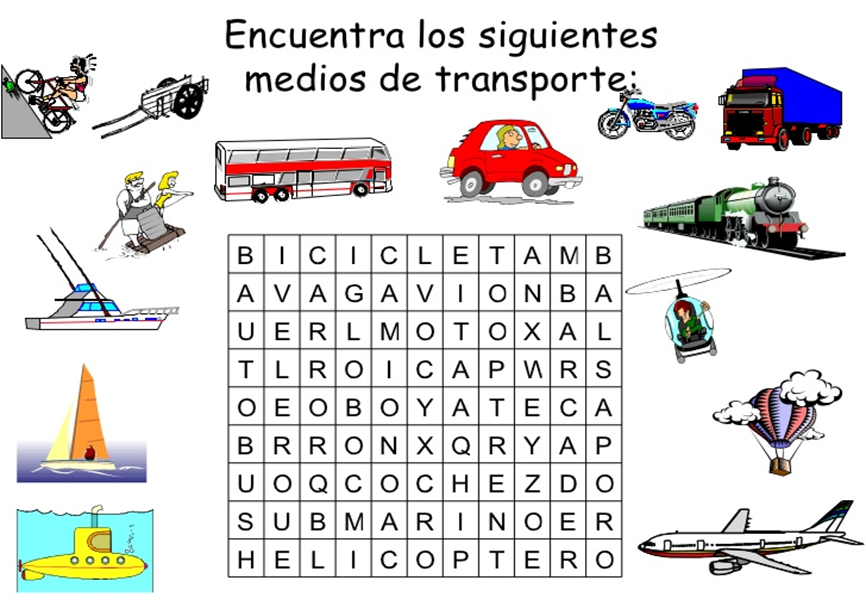 Encuentra los siguientes
medios de transporte:
B I C I C L E T A M B
A V A G A V I O N B A
U E R L M O T O X A L
T L R O I C A P W R S
O E O B O Y A T E C A
B R R O N X Q R Y A P
U O Q C O C H E Z D O
S U B M A R I N O E R
H E L I C O P T E R O